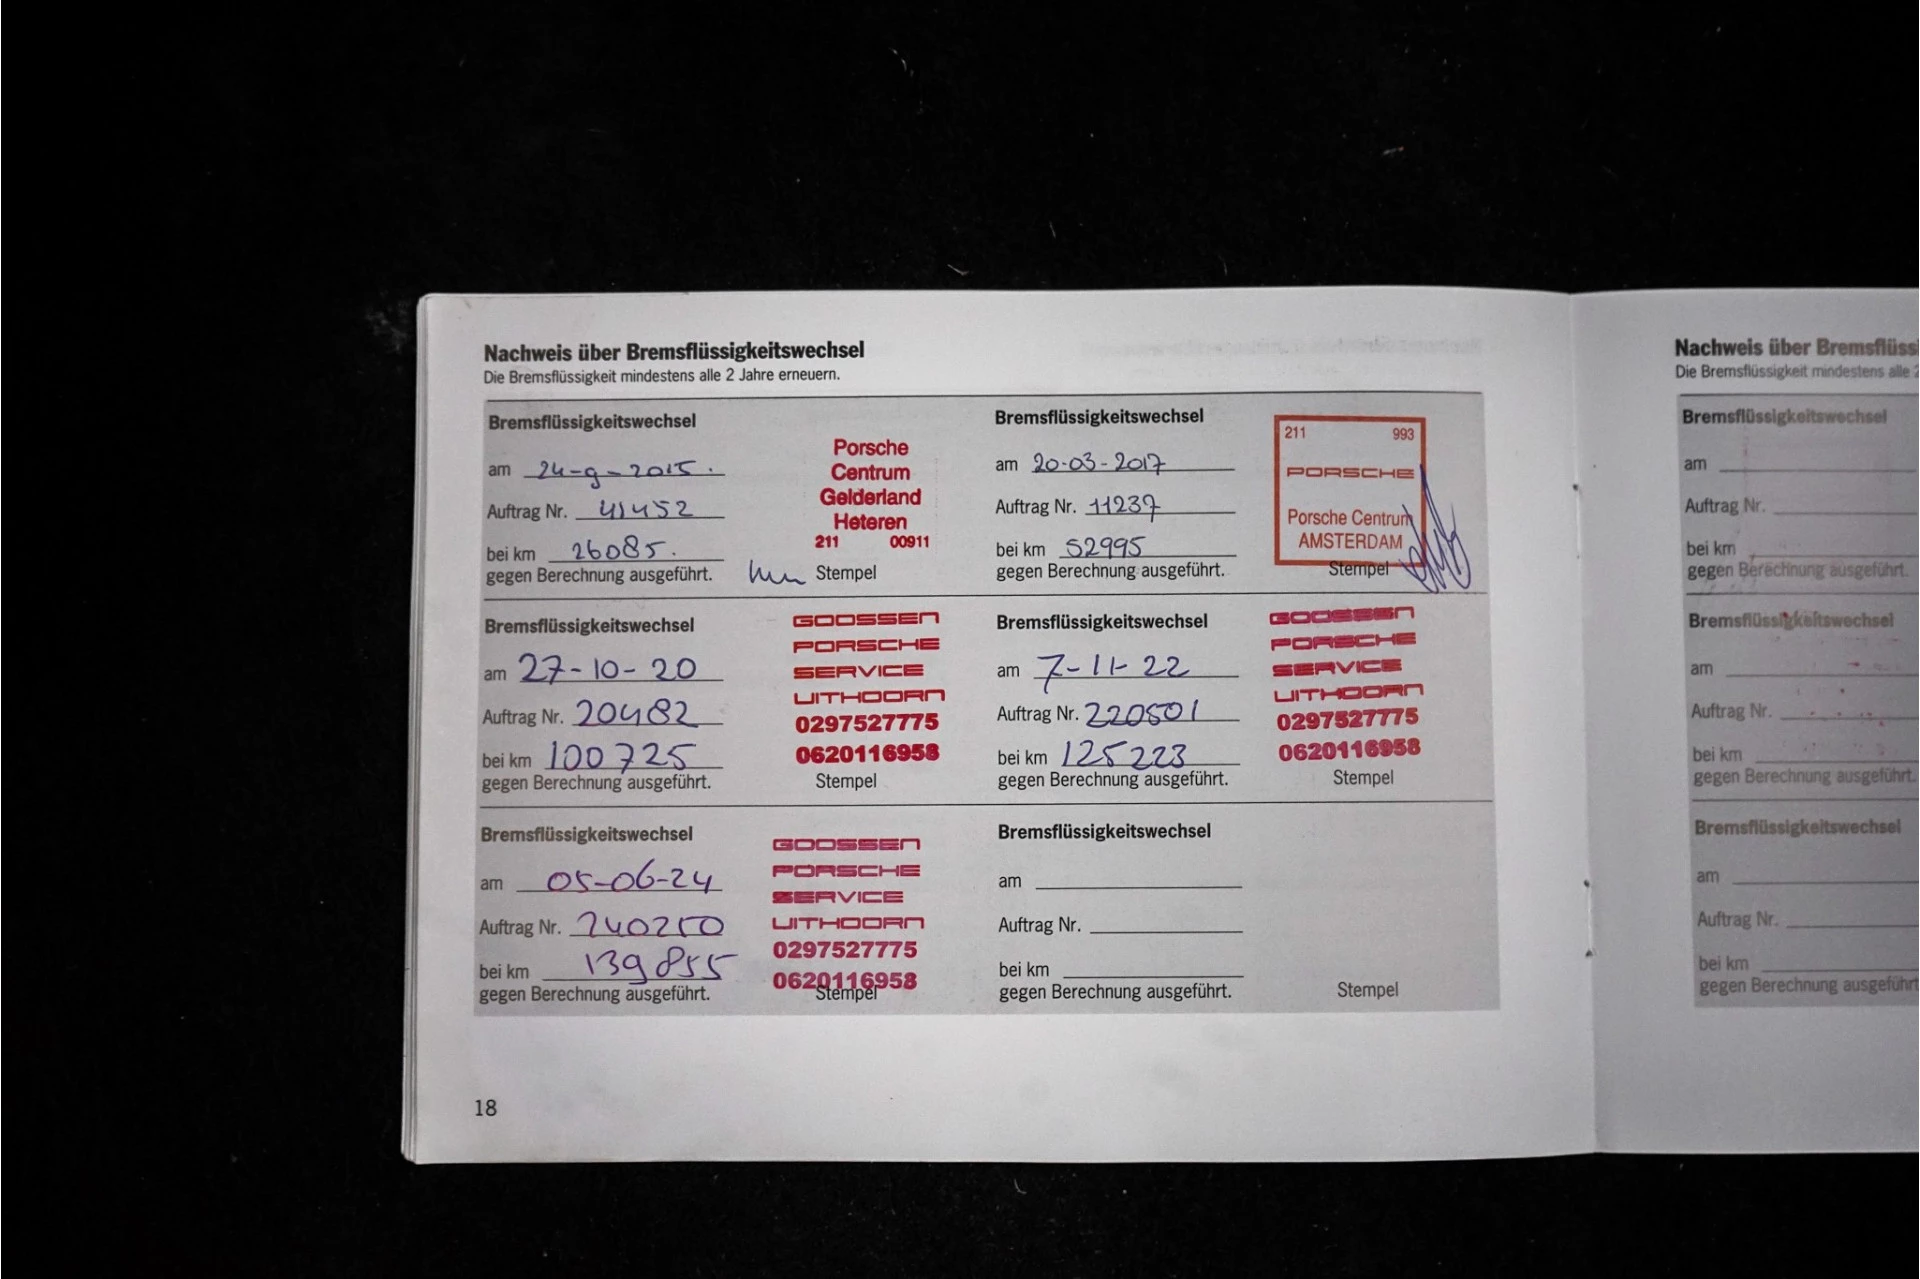 Nachweis über Bremsflüssigkeitswechsel
Die Bremsflüssigkeit mindestens alle 2 Jahre erneuern.
Bremsflüssigkeitswechsel
am 24-9-2015.
Auftrag Nr. 41452
bei km 26085.
gegen Berechnung ausgeführt.
Porsche
Centrum
Gelderland
Heteren
211 00911
Stempel
Bremsflüssigkeitswechsel
am 20-03-2017
Auftrag Nr. 11237
bei km 52995
gegen Berechnung ausgeführt.
211 993
PORSCHE
Porsche Centrum
AMSTERDAM
Stempel
Bremsflüssigkeitswechsel
am 27-10-20
Auftrag Nr. 20482
bei km 100725
gegen Berechnung ausgeführt.
GOOSSEN
PORSCHE
SERVICE
UITHOORN
0297527775
0620116958
Stempel
Bremsflüssigkeitswechsel
am 7-11-22
Auftrag Nr. 220501
bei km 125223
gegen Berechnung ausgeführt.
GOOSSEN
PORSCHE
SERVICE
UITHOORN
0297527775
0620116958
Stempel
Bremsflüssigkeitswechsel
am 05-06-24
Auftrag Nr. 240250
bei km 139855
gegen Berechnung ausgeführt.
GOOSSEN
PORSCHE
SERVICE
UITHOORN
0297527775
0620116958
Stempel
Bremsflüssigkeitswechsel
am
Auftrag Nr.
bei km
gegen Berechnung ausgeführt.
Stempel
18
Nachweis über Bremsflüss
Die Bremsflüssigkeit mindestens alle 2
Bremsflüssigkeitswechsel
am
Auftrag Nr.
bei km
gegen Berechnung ausgeführt.
Bremsflüssigkeitswechsel
am
Auftrag Nr.
bei km
gegen Berechnung ausgeführt.
Bremsflüssigkeitswechsel
am
Auftrag Nr.
bei km
gegen Berechnung ausgeführt